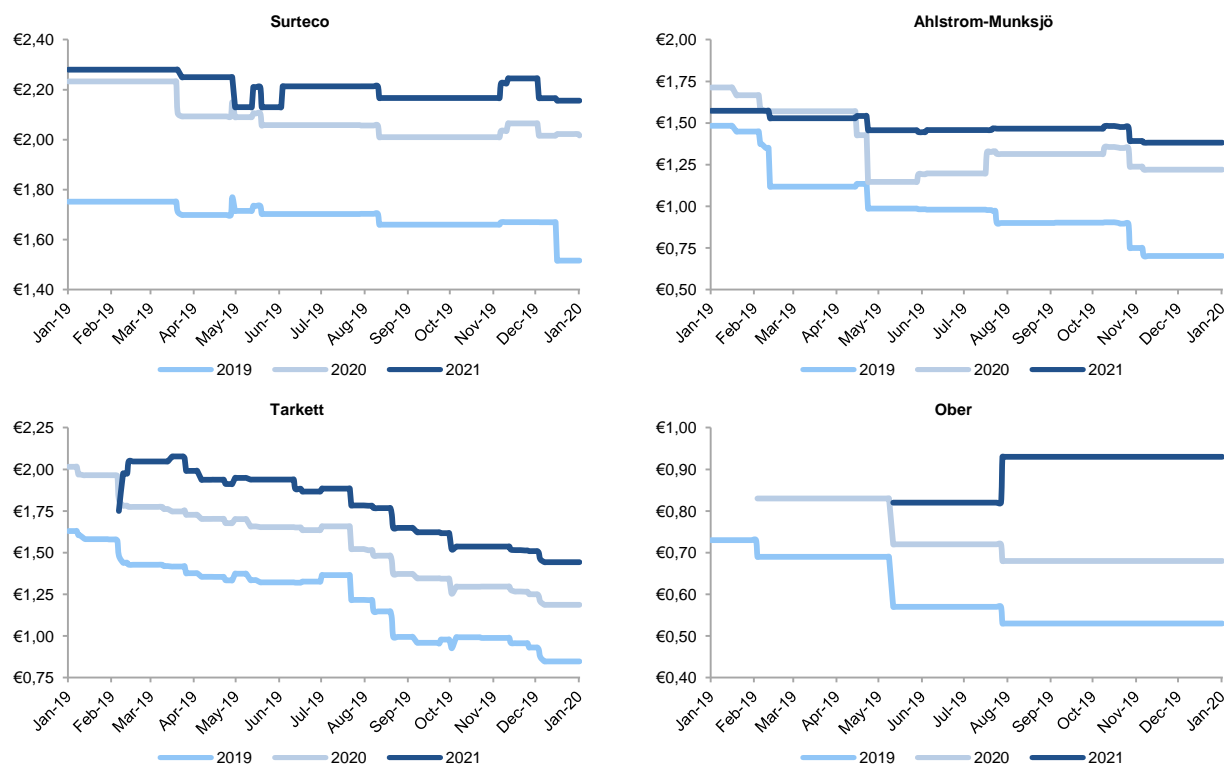 Surteco
€2,40
€2,20
€2,00
€1,80
€1,60
€1,40
Jan-19
Feb-19
Mar-19
Apr-19
May-19
Jun-19
Jul-19
Aug-19
Sep-19
Oct-19
Nov-19
Dec-19
Jan-20
2019 2020 2021
Ahlstrom-Munksjö
€2,00
€1,75
€1,50
€1,25
€1,00
€0,75
€0,50
Jan-19
Feb-19
Mar-19
Apr-19
May-19
Jun-19
Jul-19
Aug-19
Sep-19
Oct-19
Nov-19
Dec-19
Jan-20
2019 2020 2021
Tarkett
€2,25
€2,00
€1,75
€1,50
€1,25
€1,00
€0,75
Jan-19
Feb-19
Mar-19
Apr-19
May-19
Jun-19
Jul-19
Aug-19
Sep-19
Oct-19
Nov-19
Dec-19
Jan-20
2019 2020 2021
Ober
€1,00
€0,90
€0,80
€0,70
€0,60
€0,50
€0,40
Jan-19
Feb-19
Mar-19
Apr-19
May-19
Jun-19
Jul-19
Aug-19
Sep-19
Oct-19
Nov-19
Dec-19
Jan-20
2019 2020 2021